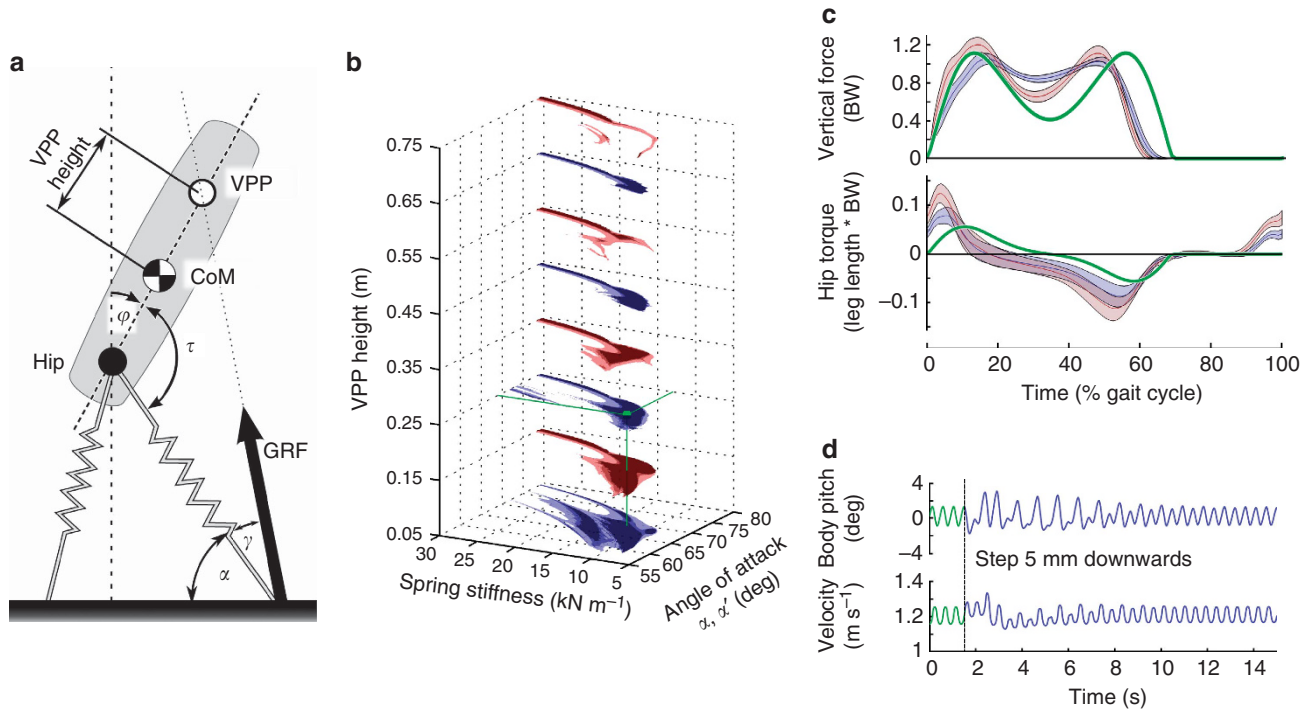 a
VPP
height
VPP
CoM
φ
τ
Hip
GRF
γ
α
b
VPP height (m)
0.75
0.65
0.55
0.45
0.35
0.25
0.15
0.05
30
25
20
15
10
5
Spring stiffness (kN m⁻¹)
55
60
65
70
75
80
Angle of attack
α, α′ (deg)
c
Vertical force
(BW)
1.2
0.8
0.4
0
Hip torque
(leg length * BW)
0.1
0
−0.1
0 20 40 60 80 100
Time (% gait cycle)
d
Body pitch
(deg)
4
0
−4
Step 5 mm downwards
Velocity
(m s⁻¹)
1.4
1.2
1
0 2 4 6 8 10 12 14
Time (s)